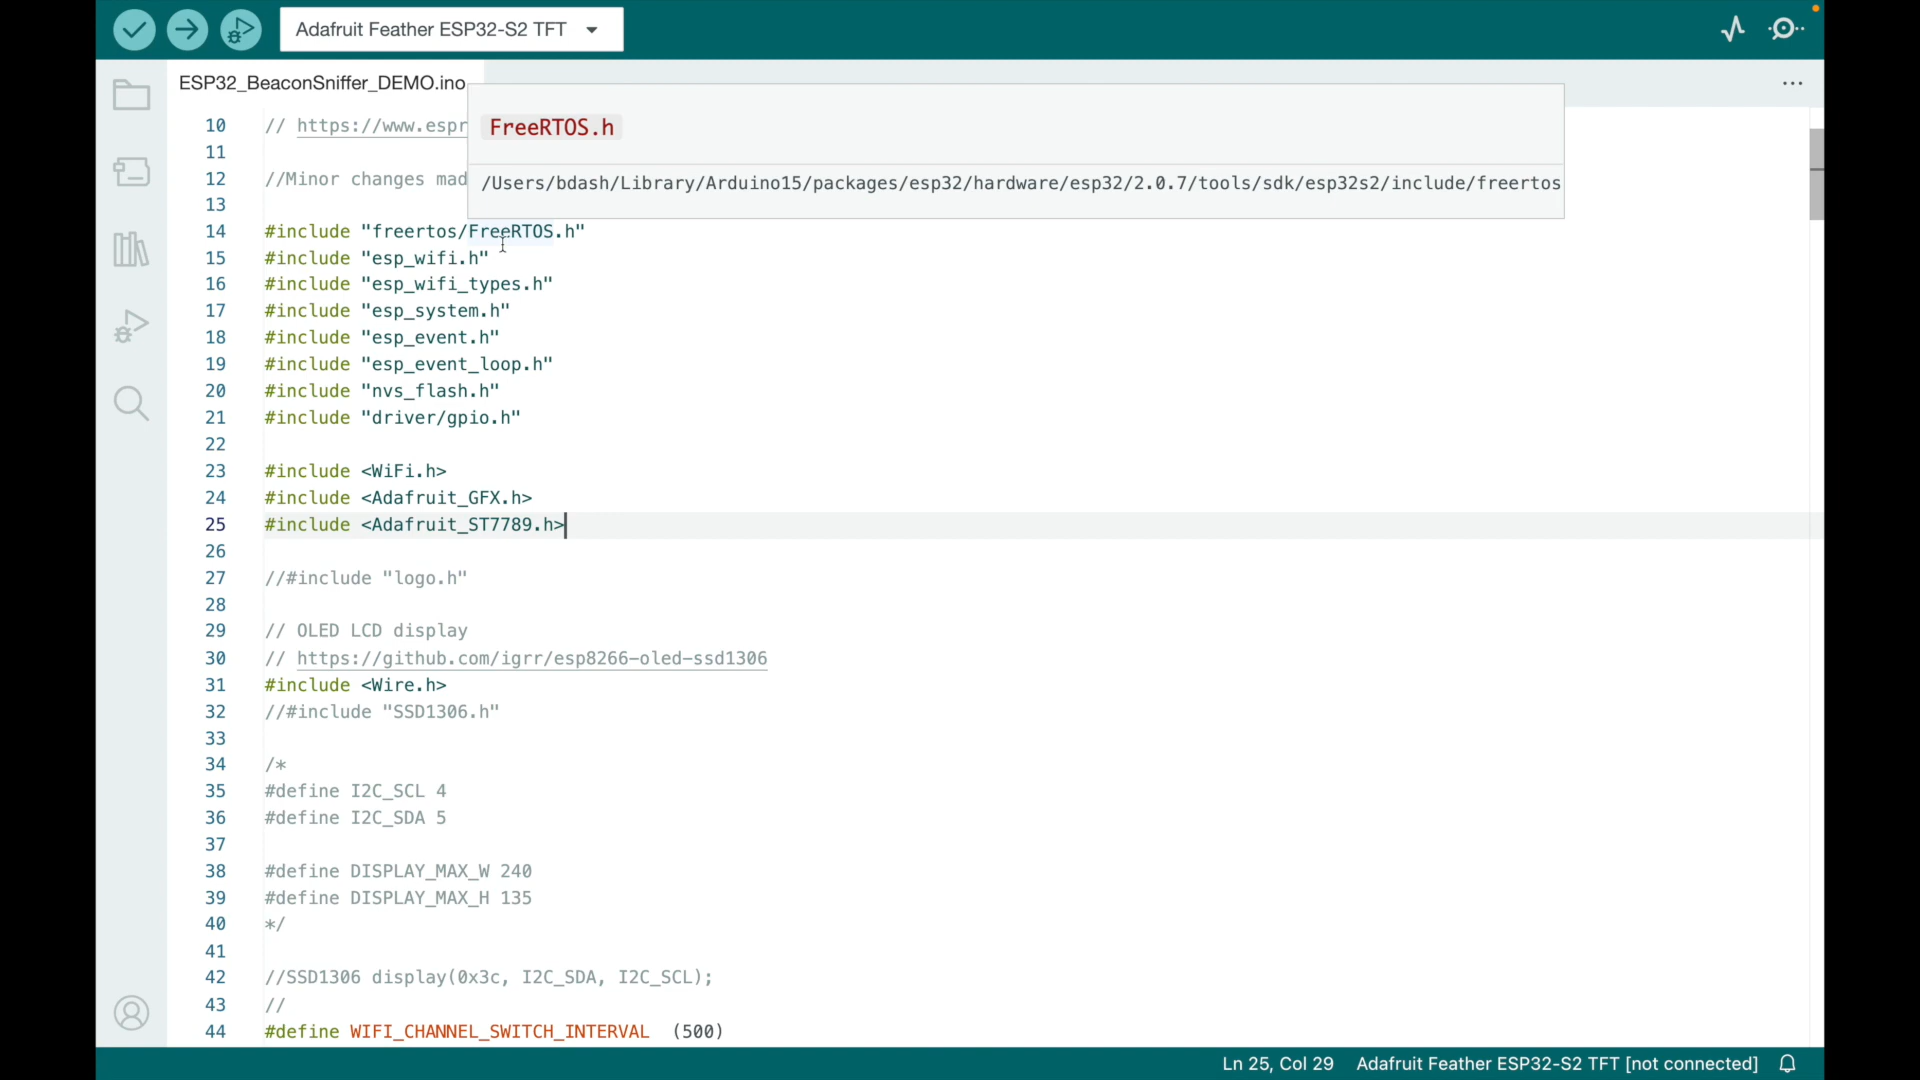 Adafruit Feather ESP32-S2 TFT
ESP32_BeaconSniffer_DEMO.ino
FreeRTOS.h
/Users/bdash/Library/Arduino15/packages/esp32/hardware/esp32/2.0.7/tools/sdk/esp32s2/include/freertos
10 // https://www.espr
11
12 //Minor changes mad
13
14 #include "freertos/FreeRTOS.h"
15 #include "esp_wifi.h"
16 #include "esp_wifi_types.h"
17 #include "esp_system.h"
18 #include "esp_event.h"
19 #include "esp_event_loop.h"
20 #include "nvs_flash.h"
21 #include "driver/gpio.h"
22
23 #include <WiFi.h>
24 #include <Adafruit_GFX.h>
25 #include <Adafruit_ST7789.h>
26
27 //#include "logo.h"
28
29 // OLED LCD display
30 // https://github.com/igrr/esp8266-oled-ssd1306
31 #include <Wire.h>
32 //#include "SSD1306.h"
33
34 /*
35 #define I2C_SCL 4
36 #define I2C_SDA 5
37
38 #define DISPLAY_MAX_W 240
39 #define DISPLAY_MAX_H 135
40 */
41
42 //SSD1306 display(0x3c, I2C_SDA, I2C_SCL);
43 //
44 #define WIFI_CHANNEL_SWITCH_INTERVAL  (500)
Ln 25, Col 29 Adafruit Feather ESP32-S2 TFT [not connected]